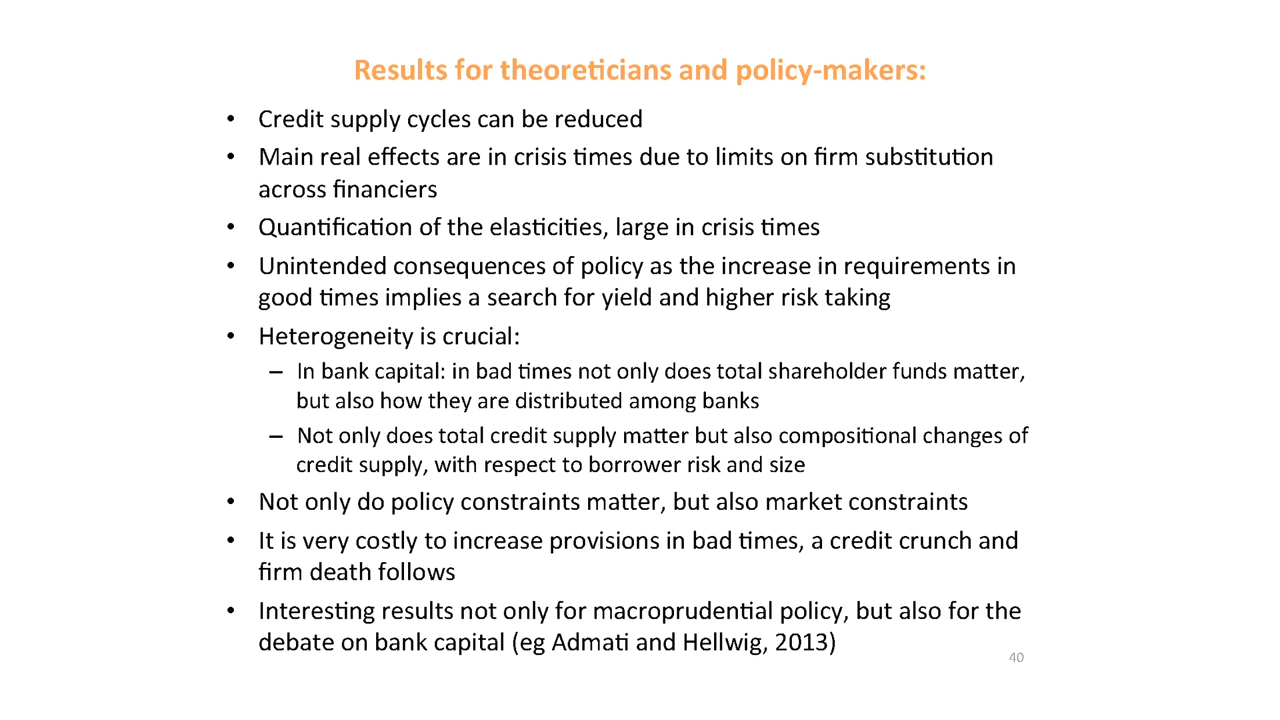 Results for theoreticians and policy-makers:
• Credit supply cycles can be reduced
• Main real effects are in crisis times due to limits on firm substitution
across financiers
• Quantification of the elasticities, large in crisis times
• Unintended consequences of policy as the increase in requirements in
good times implies a search for yield and higher risk taking
• Heterogeneity is crucial:
– In bank capital: in bad times not only does total shareholder funds matter,
but also how they are distributed among banks
– Not only does total credit supply matter but also compositional changes of
credit supply, with respect to borrower risk and size
• Not only do policy constraints matter, but also market constraints
• It is very costly to increase provisions in bad times, a credit crunch and
firm death follows
• Interesting results not only for macroprudential policy, but also for the
debate on bank capital (eg Admati and Hellwig, 2013)
40